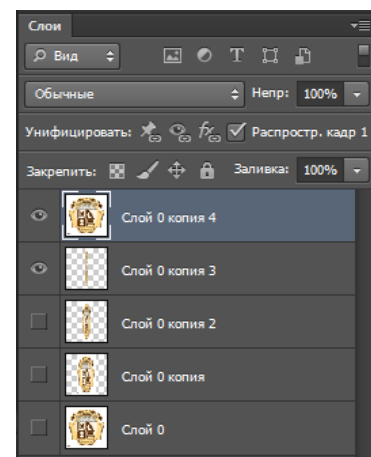 Слои
Вид
Обычные Непр: 100%
Унифицировать: Распростр. кадр 1
Закрепить: Заливка: 100%
Слой 0 копия 4
Слой 0 копия 3
Слой 0 копия 2
Слой 0 копия
Слой 0